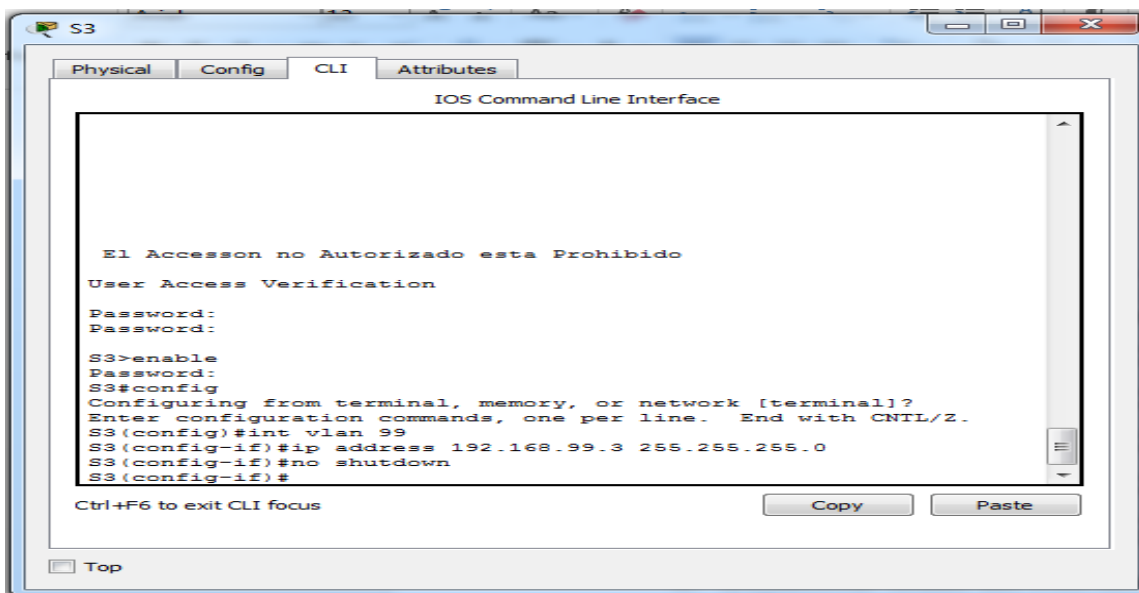 S3
Physical Config CLI Attributes
IOS Command Line Interface
El Accesson no Autorizado esta Prohibido
User Access Verification
Password:
Password:
S3>enable
Password:
S3#config
Configuring from terminal, memory, or network [terminal]?
Enter configuration commands, one per line. End with CNTL/Z.
S3(config)#int vlan 99
S3(config-if)#ip address 192.168.99.3 255.255.255.0
S3(config-if)#no shutdown
S3(config-if)#
Ctrl+F6 to exit CLI focus Copy Paste
Top